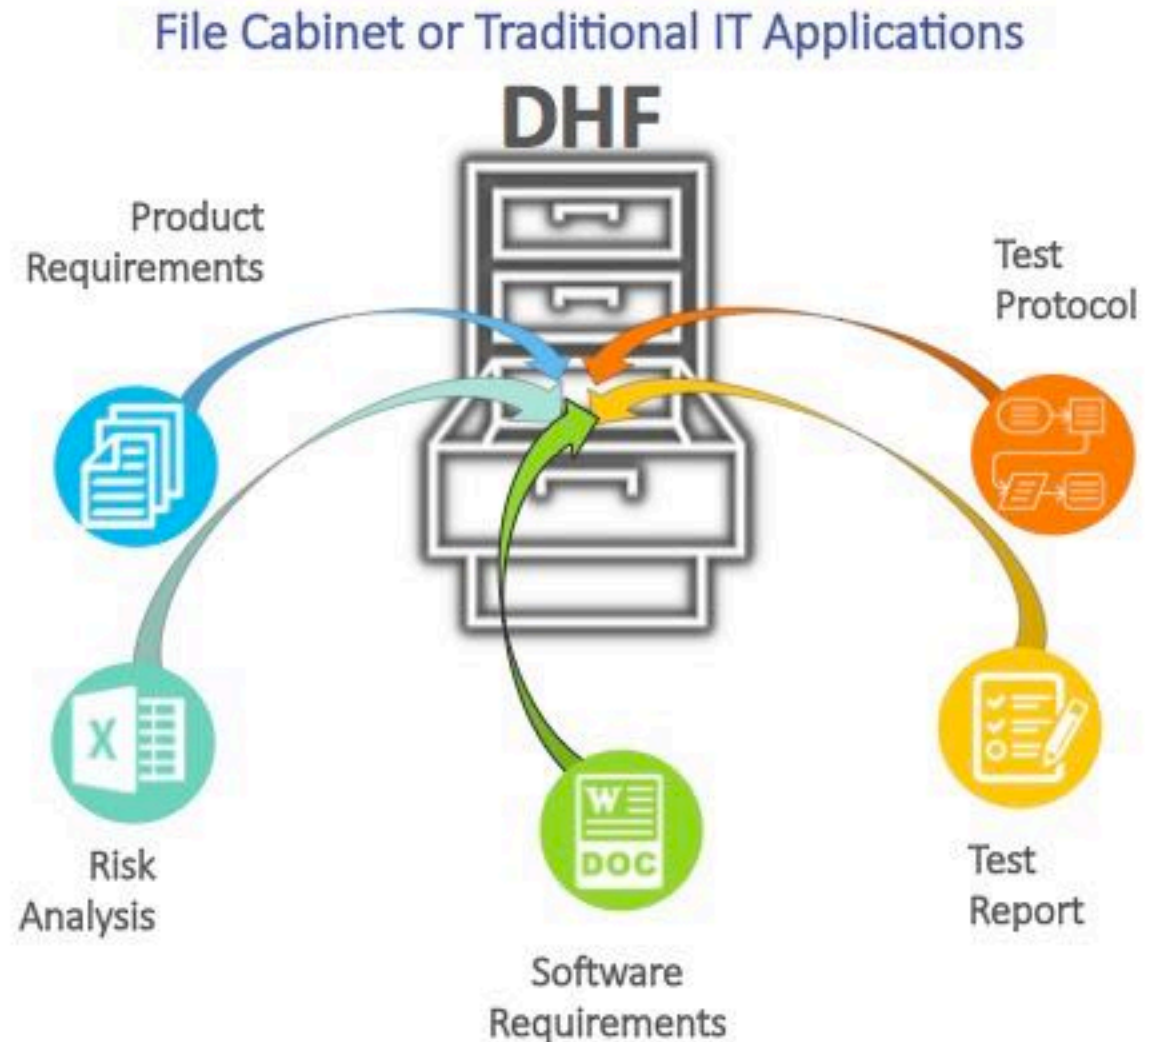 File Cabinet or Traditional IT Applications
DHF
Product
Requirements
Test
Protocol
X
W
DOC
Risk
Analysis
Test
Report
Software
Requirements